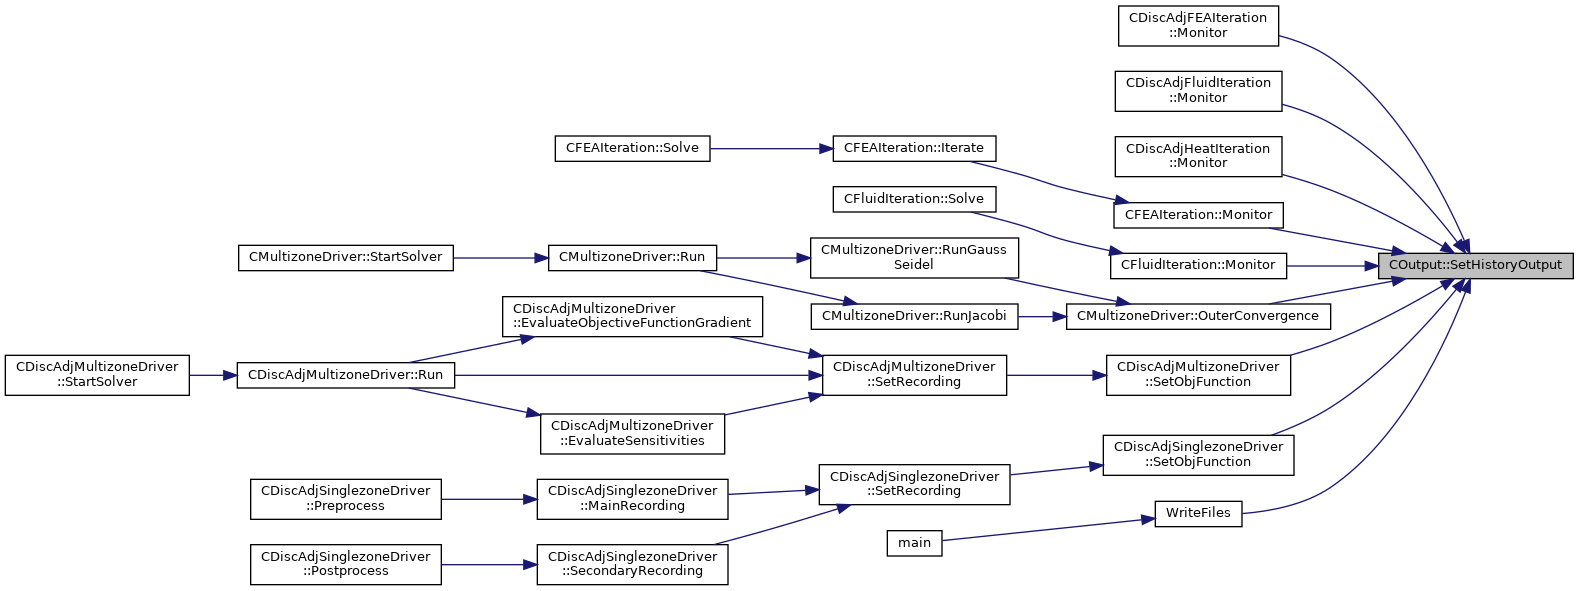 CDiscAdjFEAIteration
::Monitor
CDiscAdjFluidIteration
::Monitor
CDiscAdjHeatIteration
::Monitor
CFEAIteration::Solve
CFEAIteration::Iterate
CFluidIteration::Solve
CFEAIteration::Monitor
CMultizoneDriver::StartSolver
CMultizoneDriver::Run
CMultizoneDriver::RunGauss
Seidel
CFluidIteration::Monitor
COutput::SetHistoryOutput
CDiscAdjMultizoneDriver
::EvaluateObjectiveFunctionGradient
CMultizoneDriver::RunJacobi
CMultizoneDriver::OuterConvergence
CDiscAdjMultizoneDriver
::StartSolver
CDiscAdjMultizoneDriver::Run
CDiscAdjMultizoneDriver
::SetRecording
CDiscAdjMultizoneDriver
::SetObjFunction
CDiscAdjMultizoneDriver
::EvaluateSensitivities
CDiscAdjSinglezoneDriver
::SetObjFunction
CDiscAdjSinglezoneDriver
::Preprocess
CDiscAdjSinglezoneDriver
::MainRecording
CDiscAdjSinglezoneDriver
::SetRecording
WriteFiles
main
CDiscAdjSinglezoneDriver
::Postprocess
CDiscAdjSinglezoneDriver
::SecondaryRecording